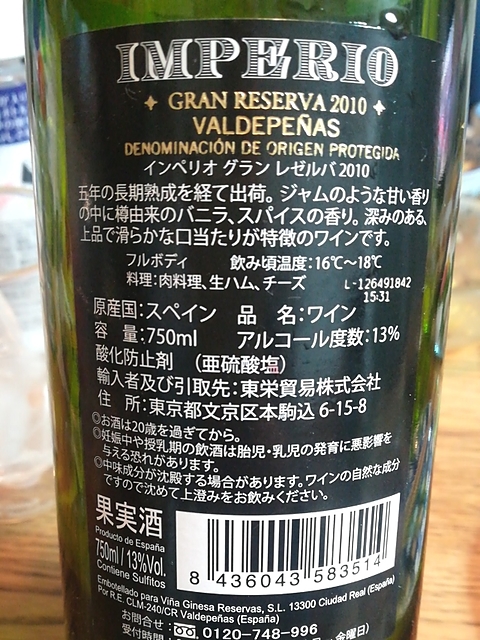 IMPERIO
GRAN RESERVA 2010
VALDEPEÑAS
DENOMINACIÓN DE ORIGEN PROTEGIDA
インペリオ グラン レゼルバ 2010
五年の長期熟成を経て出荷。ジャムのような甘い香り
の中に樽由来のバニラ、スパイスの香り。深みのある、
上品で滑らかな口当たりが特徴のワインです。
フルボディ 飲み頃温度:16℃〜18℃
料理:肉料理、生ハム、チーズ
L-126491842
15:31
原産国:スペイン 品 名:ワイン
容 量:750ml アルコール度数:13%
酸化防止剤 (亜硫酸塩)
輸入者及び引取先:東栄貿易株式会社
住 所:東京都文京区本駒込 6-15-8
◎お酒は20歳を過ぎてから。
◎妊娠中や授乳期の飲酒は胎児・乳児の発育に悪影響を
与える恐れがあります。
◎中味成分が沈殿する場合があります。ワインの自然な成分
ですので沈めて上澄みをお飲みください。
果実酒
Producto de España
750ml / 13%Vol.
Contiene Sulfitos
8 436043 583514
Embotellado para Viña Ginesa Reservas, S.L. 13300 Ciudad Real (España)
Por R.E. CLM-240/CR Valdepeñas (España)
お問合せ: 0120-748-996
受付時間: 金曜日)